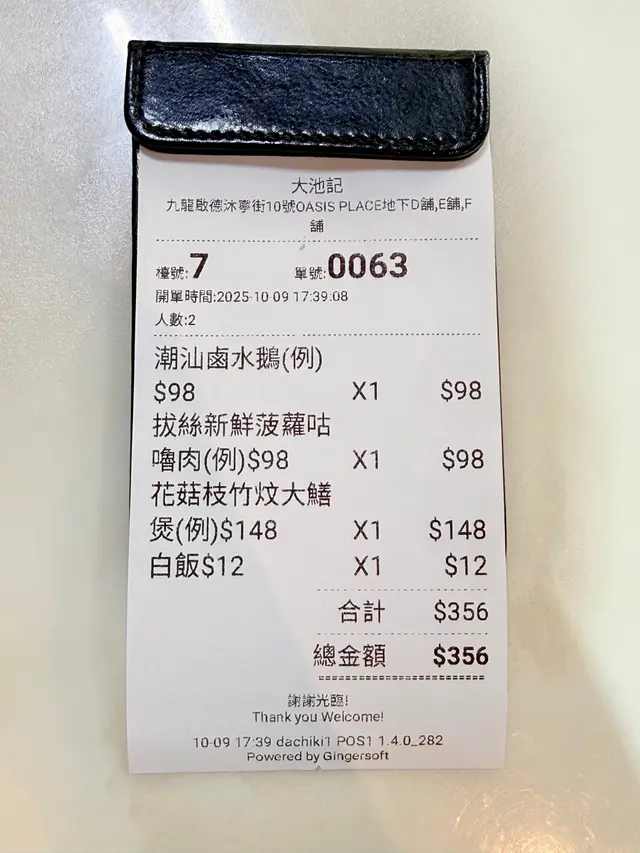 大池記
九龍啟德沐寧街10號OASIS PLACE地下D舖,E舖,F
舖
檯號:7 單號:0063
開單時間:2025-10-09 17:39:08
人數:2
潮汕鹵水鵝(例)
$98 X1 $98
拔絲新鮮菠蘿咕
嚕肉(例)$98 X1 $98
花菇枝竹炆大鱔
煲(例)$148 X1 $148
白飯$12 X1 $12
合計 $356
總金額 $356
謝謝光臨!
Thank you Welcome!
10-09 17:39 dachiki1 POS1 1.4.0_282
Powered by Gingersoft